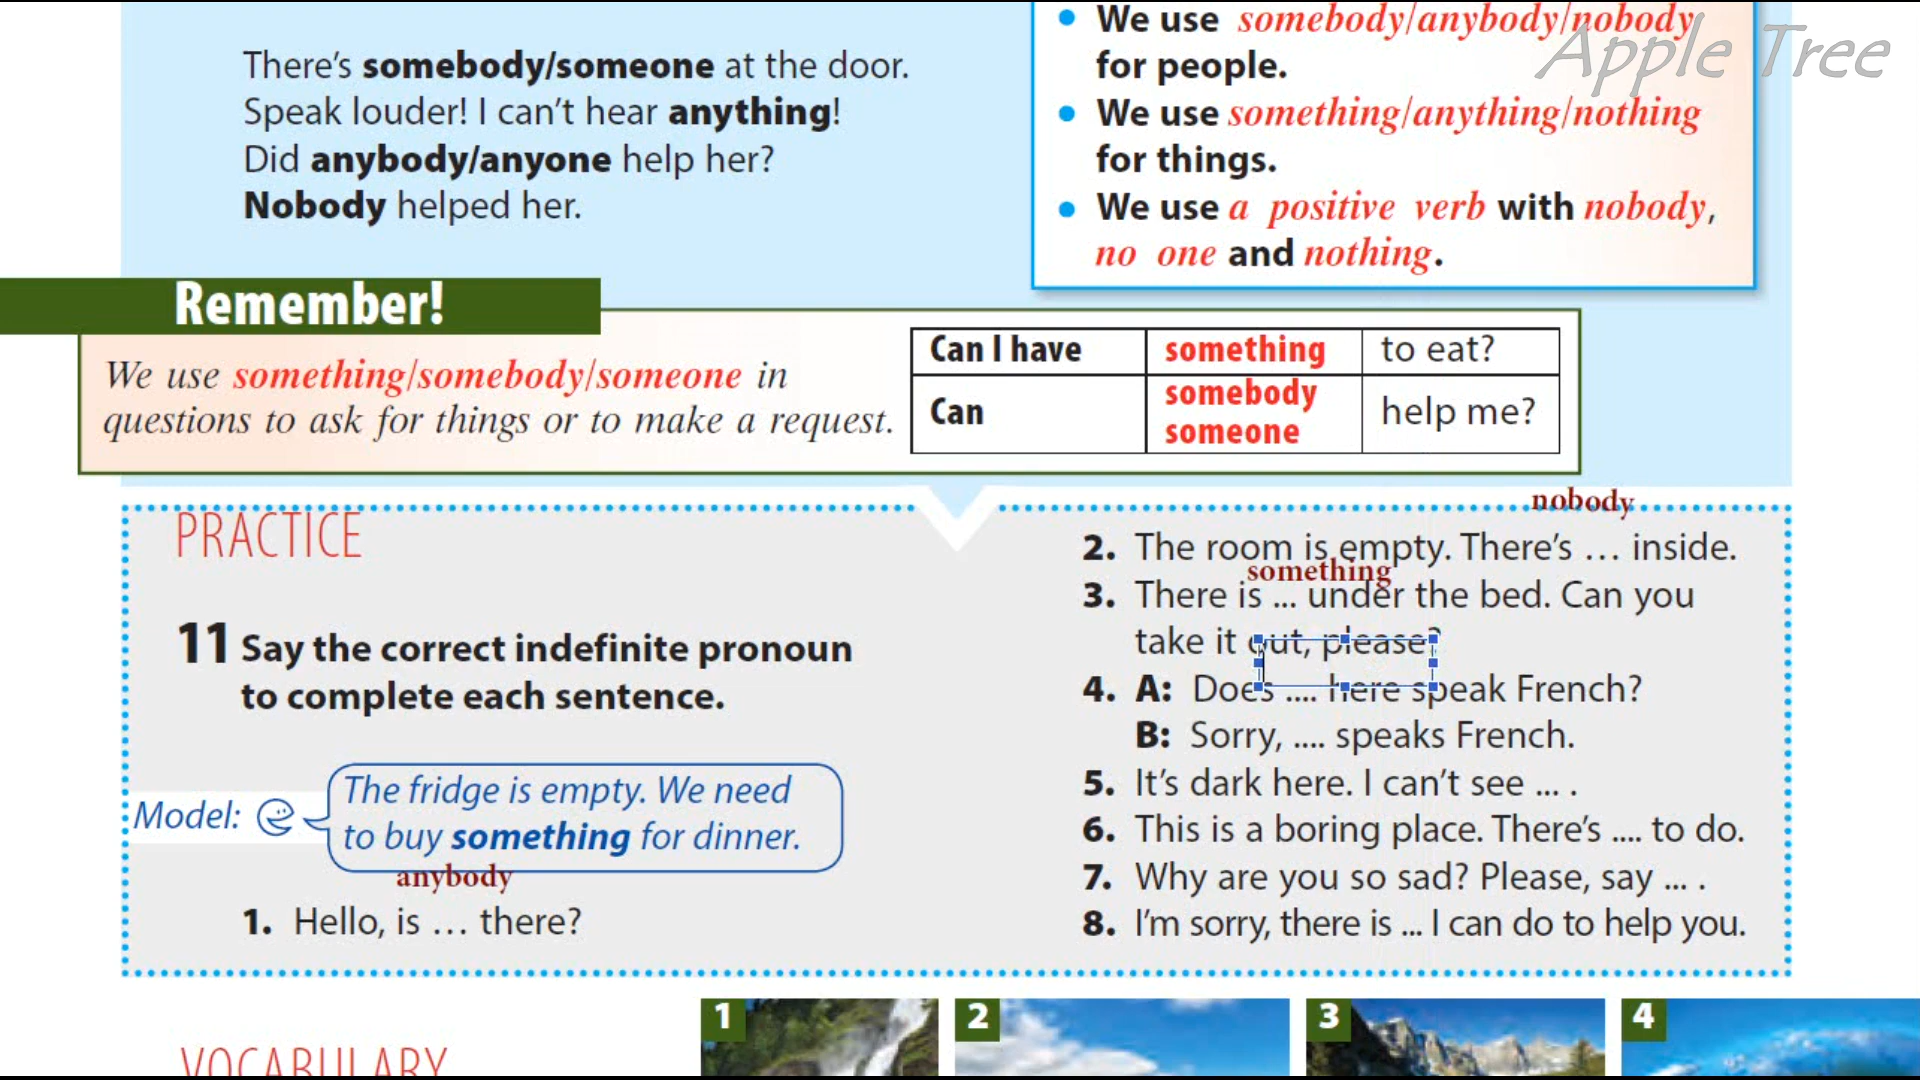 There's somebody/someone at the door.
Speak louder! I can't hear anything!
Did anybody/anyone help her?
Nobody helped her.
• We use somebody/anybody/nobody
for people.
• We use something/anything/nothing
for things.
• We use a positive verb with nobody,
no one and nothing.
Apple Tree
Remember!
We use something/somebody/someone in
questions to ask for things or to make a request.
Can I have something to eat?
Can somebody someone help me?
PRACTICE
11 Say the correct indefinite pronoun
to complete each sentence.
Model: The fridge is empty. We need
to buy something for dinner.
anybody
1. Hello, is … there?
nobody
2. The room is empty. There's … inside.
something
3. There is ... under the bed. Can you
take it out, please?
4. A: Does .... here speak French?
B: Sorry, .... speaks French.
5. It's dark here. I can't see ... .
6. This is a boring place. There's .... to do.
7. Why are you so sad? Please, say ... .
8. I'm sorry, there is ... I can do to help you.
VOCABULARY
1
2
3
4